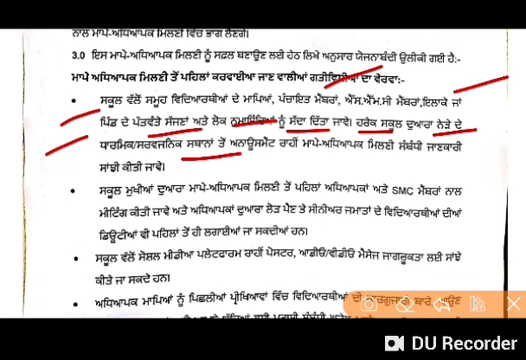 ਨਾਲ ਮਾਪੇ-ਅਧਿਆਪਕ ਮਿਲਣੀ ਵਿੱਚ ਭਾਗ ਲੈਣਗੇ।
3.0 ਇਸ ਮਾਪੇ-ਅਧਿਆਪਕ ਮਿਲਣੀ ਨੂੰ ਸਫ਼ਲ ਬਣਾਉਣ ਲਈ ਹੇਠ ਲਿਖੇ ਅਨੁਸਾਰ ਯੋਜਨਾਬੰਦੀ ਉਲੀਕੀ ਗਈ ਹੈ:
ਮਾਪੇ ਅਧਿਆਪਕ ਮਿਲਣੀ ਤੋਂ ਪਹਿਲਾਂ ਕਰਵਾਈਆ ਜਾਣ ਵਾਲੀਆਂ ਗਤੀਵਿਧੀਆਂ ਦਾ ਵੇਰਵਾ:-
• ਸਕੂਲ ਵੱਲੋਂ ਸਮੂਹ ਵਿਦਿਆਰਥੀਆਂ ਦੇ ਮਾਪਿਆਂ, ਪੰਚਾਇਤ ਮੈਂਬਰਾਂ, ਐੱਸ.ਐੱਮ.ਸੀ ਮੈਂਬਰਾਂ,ਇਲਾਕੇ ਜਾਂ
ਪਿੰਡ ਦੇ ਪੱਤਵੰਤੇ ਸੱਜਣਾਂ ਅਤੇ ਲੋਕ ਨੁਮਾਇੰਦਿਆਂ ਨੂੰ ਸੱਦਾ ਦਿੱਤਾ ਜਾਵੇ। ਹਰੇਕ ਸਕੂਲ ਦੁਆਰਾ ਨੇੜੇ ਦੇ
ਧਾਰਮਿਕ/ਸਰਵਜਨਿਕ ਸਥਾਨਾਂ ਤੋਂ ਅਨਾਊਂਸਮੈਂਟ ਰਾਹੀਂ ਮਾਪੇ-ਅਧਿਆਪਕ ਮਿਲਣੀ ਸੰਬੰਧੀ ਜਾਣਕਾਰੀ
ਸਾਂਝੀ ਕੀਤੀ ਜਾਵੇ।
• ਸਕੂਲ ਮੁਖੀਆਂ ਦੁਆਰਾ ਮਾਪੇ-ਅਧਿਆਪਕ ਮਿਲਣੀ ਤੋਂ ਪਹਿਲਾਂ ਅਧਿਆਪਕਾਂ ਅਤੇ SMC ਮੈਂਬਰਾਂ ਨਾਲ
ਮੀਟਿੰਗ ਕੀਤੀ ਜਾਵੇ ਅਤੇ ਅਧਿਆਪਕਾਂ ਦੁਆਰਾ ਲੋੜ ਪੈਣ ਤੇ ਸੀਨੀਅਰ ਜਮਾਤਾਂ ਦੇ ਵਿਦਿਆਰਥੀਆਂ ਦੀਆਂ
ਡਿਊਟੀਆਂ ਵੀ ਪਹਿਲਾਂ ਤੋਂ ਹੀ ਲਗਾਈਆਂ ਜਾ ਸਕਦੀਆਂ ਹਨ।
• ਸਕੂਲ ਵੱਲੋਂ ਸੋਸ਼ਲ ਮੀਡੀਆ ਪਲੇਟਫਾਰਮ ਰਾਹੀਂ ਪੋਸਟਰ, ਆਡੀਓ/ਵੀਡੀਓ ਮੈਸੇਜ ਜਾਗਰੂਕਤਾ ਲਈ ਸਾਂਝੇ
ਕੀਤੇ ਜਾ ਸਕਦੇ ਹਨ।
• ਅਧਿਆਪਕ ਮਾਪਿਆਂ ਨੂੰ ਪਿਛਲੀਆਂ ਪ੍ਰੀਖਿਆਵਾਂ ਵਿੱਚ ਵਿਦਿਆਰਥੀਆਂ ਦੀ ਬਾਰੇ
DU Recorder